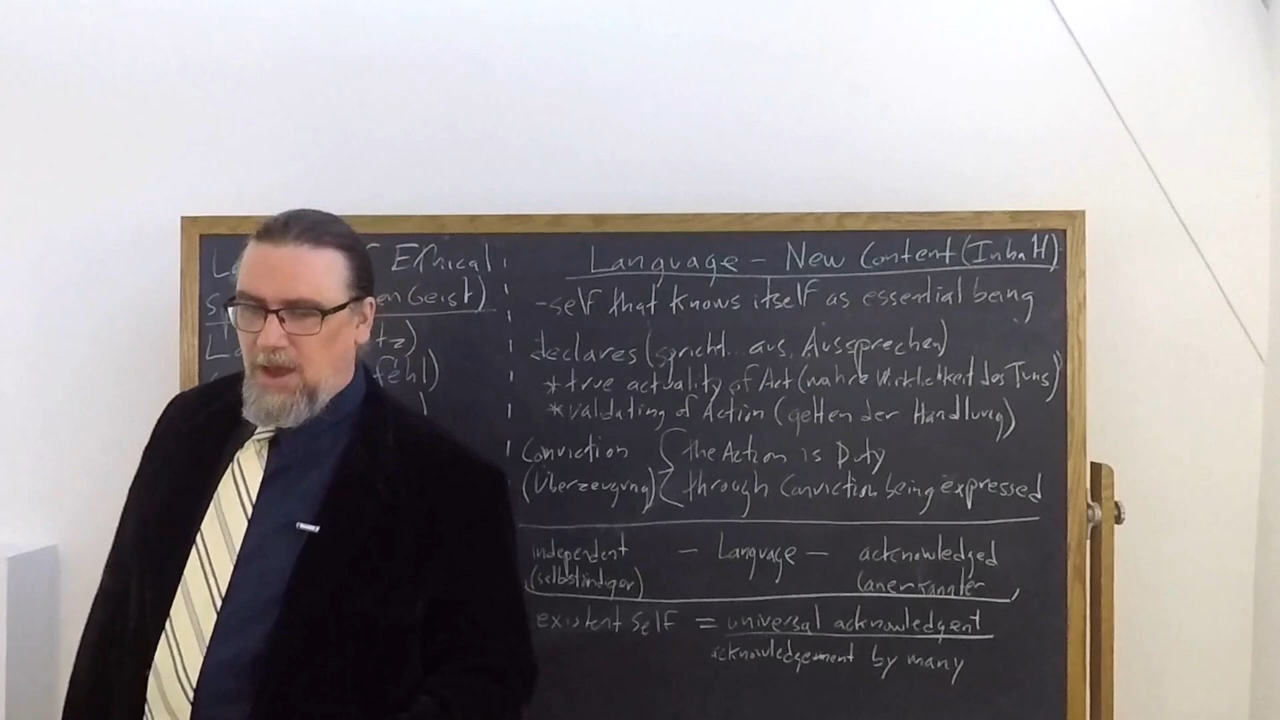 Ethical
Geist)
Language - New Content (Inhalt)
-self that knows itself as essential being
declares (spricht... aus, Aussprechen)
*true actuality of Act (wahre Wirklichkeit des Tuns)
*validating of Action (gelten der Handlung)
Conviction { the Action is Duty
(Überzeugung) through Conviction being expressed
independent - Language - acknowledged
(selbständiger) (anerkannter
existent self = universal acknowledgent
acknowledgement by many